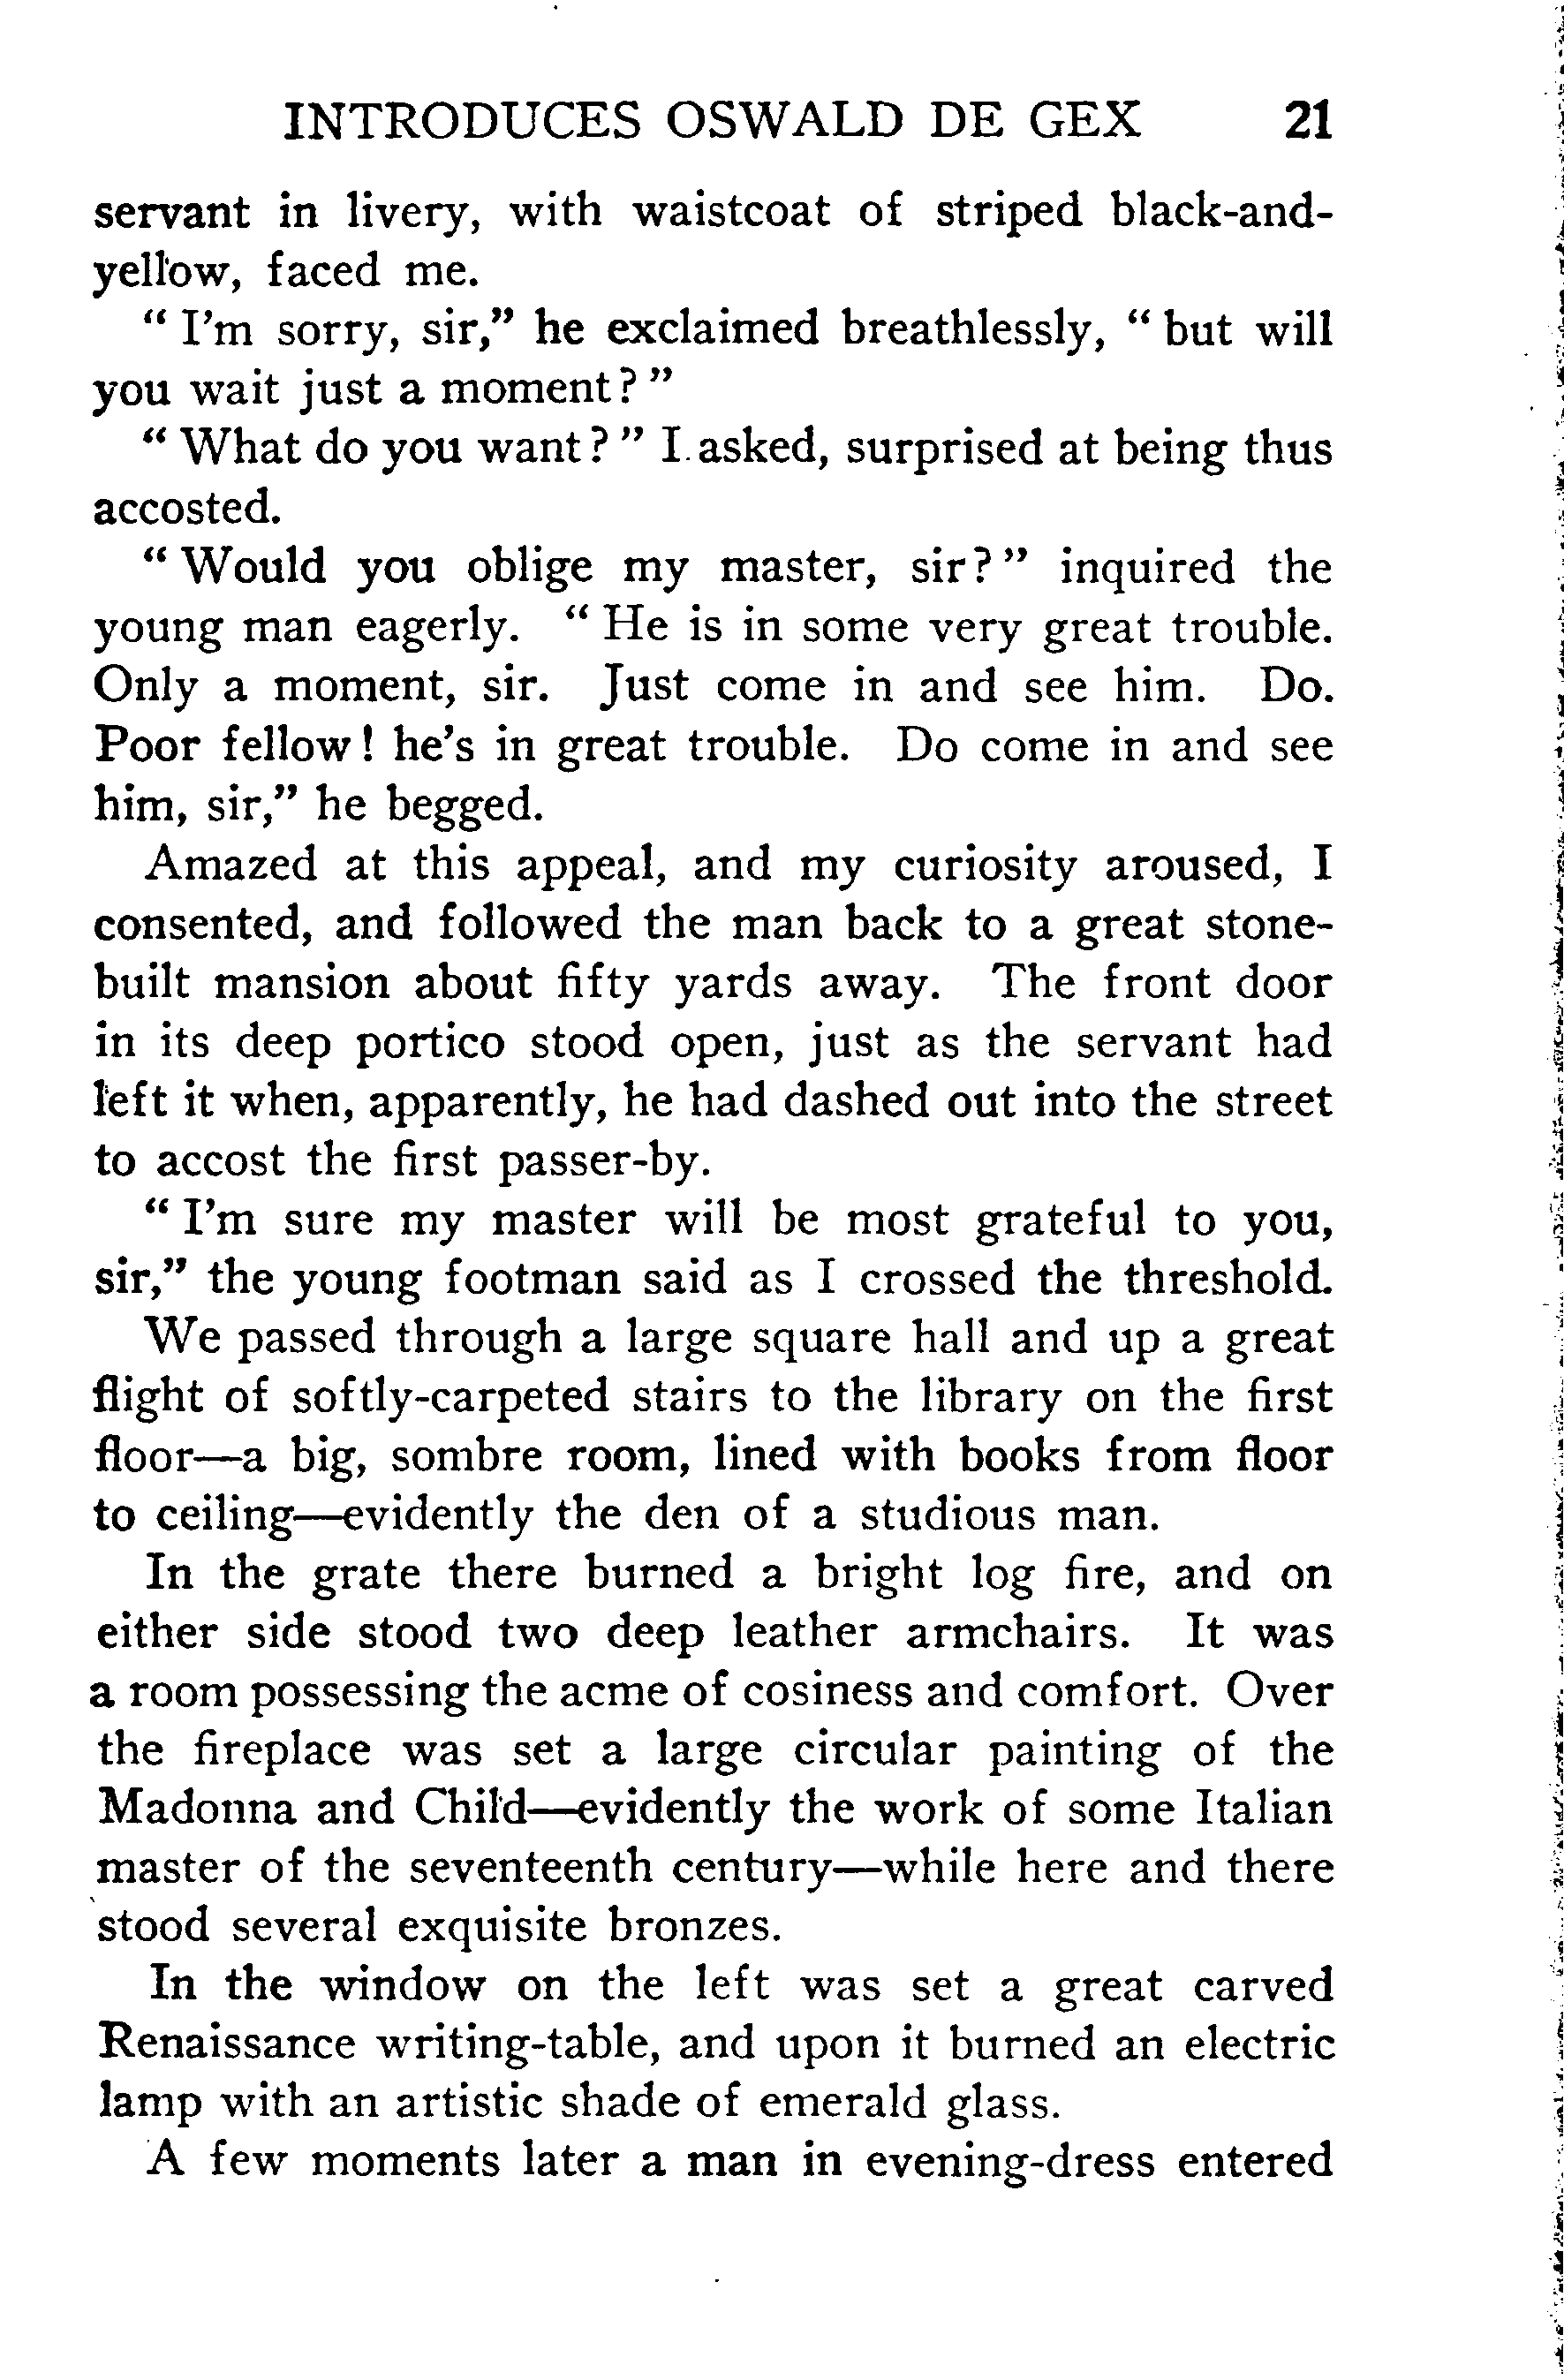 INTRODUCES OSWALD DE GEX 21
servant in livery, with waistcoat of striped black-and-
yellow, faced me.
“ I’m sorry, sir,” he exclaimed breathlessly, “ but will
you wait just a moment? ”
“ What do you want? ” I asked, surprised at being thus
accosted.
“ Would you oblige my master, sir? ” inquired the
young man eagerly. “ He is in some very great trouble.
Only a moment, sir. Just come in and see him. Do.
Poor fellow! he’s in great trouble. Do come in and see
him, sir,” he begged.
Amazed at this appeal, and my curiosity aroused, I
consented, and followed the man back to a great stone-
built mansion about fifty yards away. The front door
in its deep portico stood open, just as the servant had
left it when, apparently, he had dashed out into the street
to accost the first passer-by.
“ I’m sure my master will be most grateful to you,
sir,” the young footman said as I crossed the threshold.
We passed through a large square hall and up a great
flight of softly-carpeted stairs to the library on the first
floor—a big, sombre room, lined with books from floor
to ceiling—evidently the den of a studious man.
In the grate there burned a bright log fire, and on
either side stood two deep leather armchairs. It was
a room possessing the acme of cosiness and comfort. Over
the fireplace was set a large circular painting of the
Madonna and Child—evidently the work of some Italian
master of the seventeenth century—while here and there
stood several exquisite bronzes.
In the window on the left was set a great carved
Renaissance writing-table, and upon it burned an electric
lamp with an artistic shade of emerald glass.
A few moments later a man in evening-dress entered